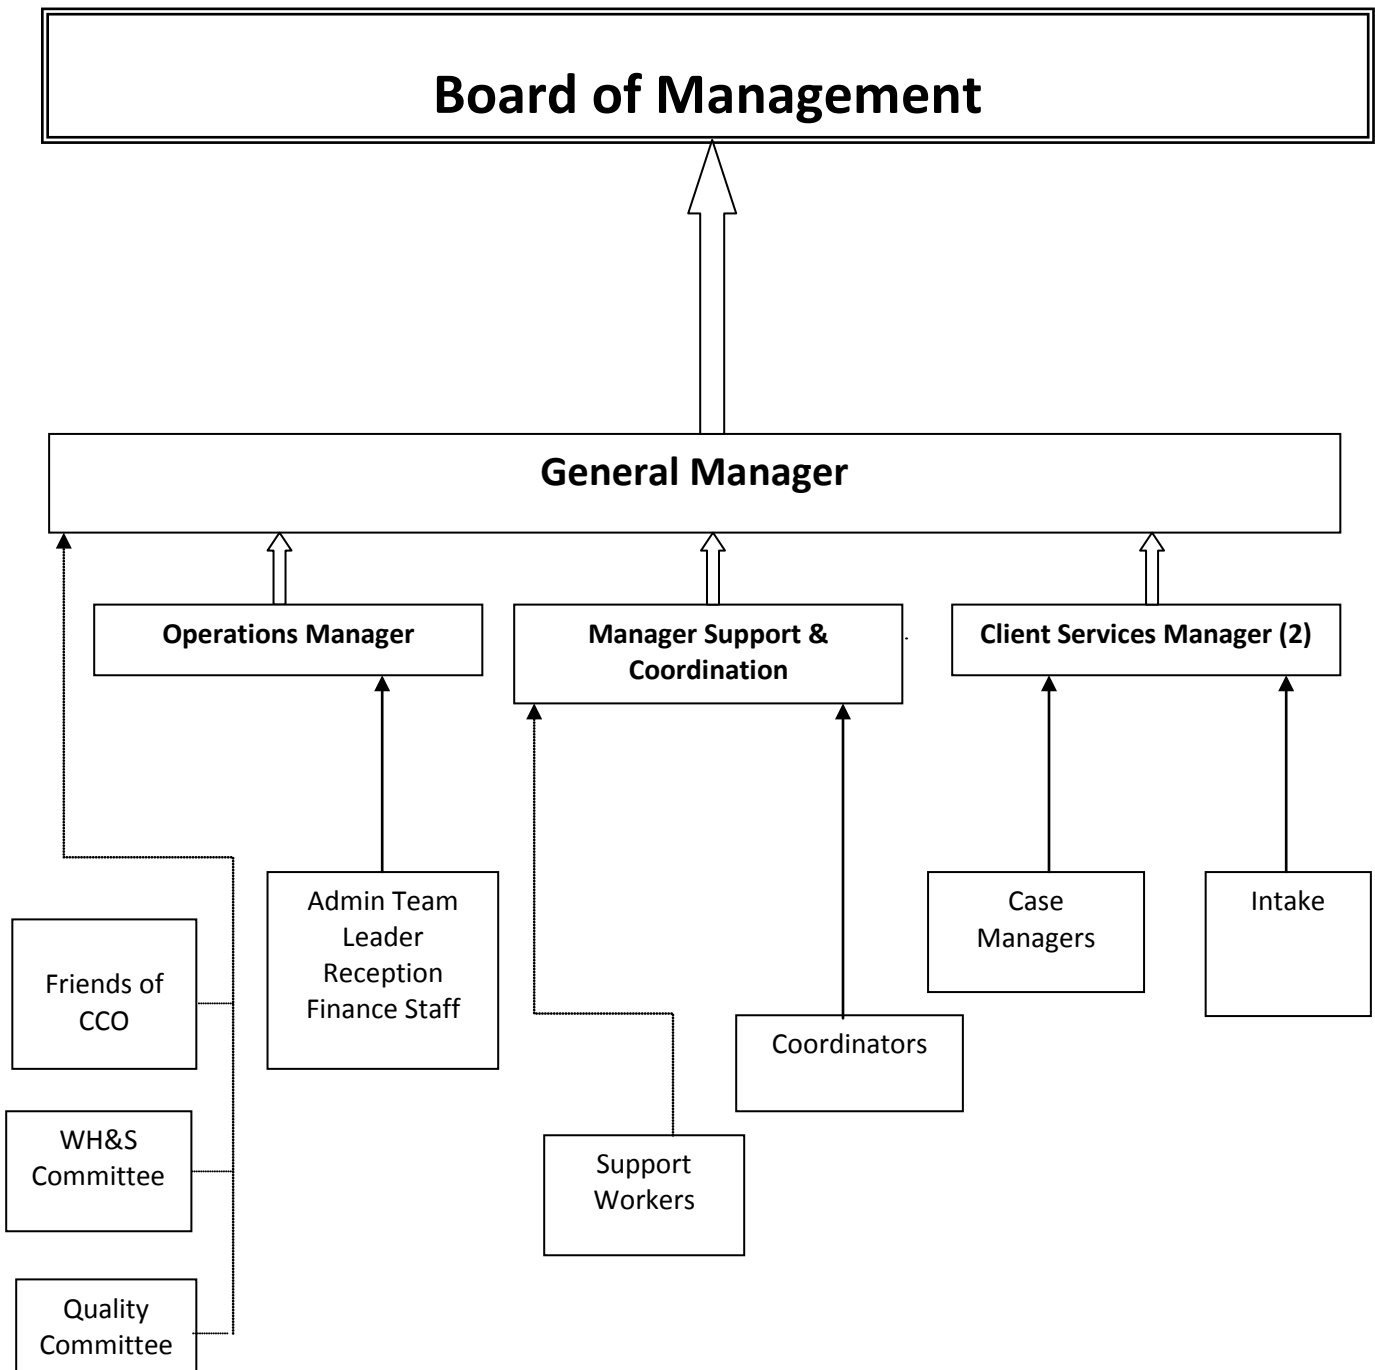 Board of Management
General Manager
Operations Manager
Manager Support &
Coordination
Client Services Manager (2)
Admin Team
Leader
Reception
Finance Staff
Case
Managers
Intake
Friends of
CCO
Coordinators
WH&S
Committee
Support
Workers
Quality
Committee